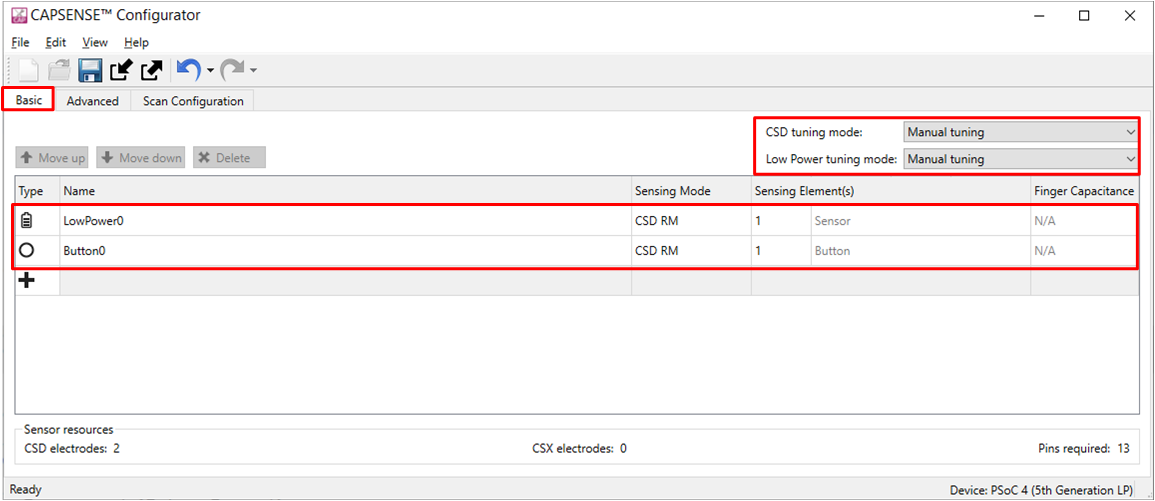 CAPSENSE™ Configurator
File Edit View Help
Basic Advanced Scan Configuration
CSD tuning mode: Manual tuning
Move up Move down Delete Low Power tuning mode: Manual tuning
Type Name Sensing Mode Sensing Element(s) Finger Capacitance
LowPower0 CSD RM 1 Sensor N/A
Button0 CSD RM 1 Button N/A
Sensor resources
CSD electrodes: 2 CSX electrodes: 0 Pins required: 13
Ready Device: PSoC 4 (5th Generation LP)